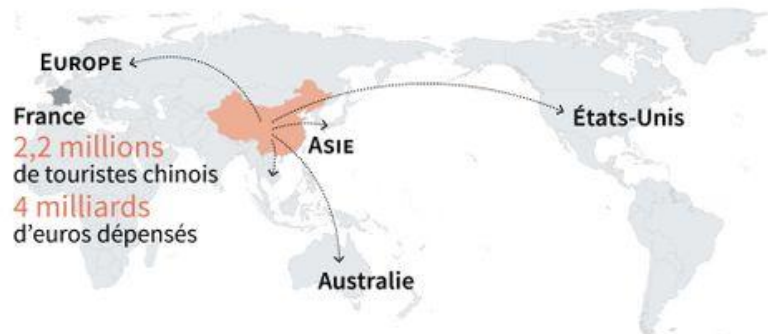 EUROPE
France
2,2 millions
de touristes chinois
4 milliards
d'euros dépensés
ASIE
États-Unis
Australie